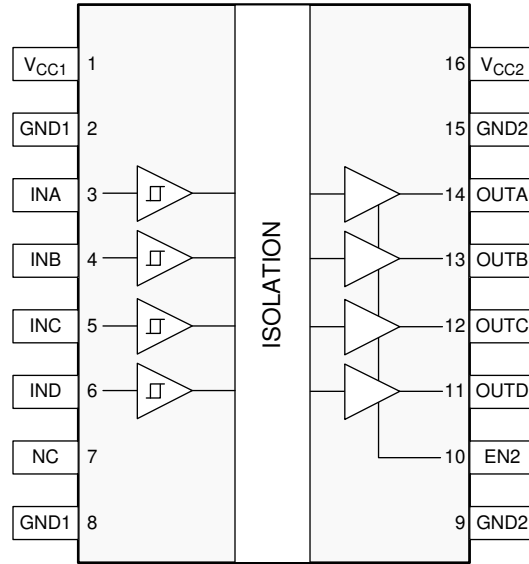 VCC1 1 16 VCC2
GND1 2 15 GND2
INA 3 14 OUTA
INB 4 13 OUTB
INC 5 12 OUTC
IND 6 11 OUTD
NC 7 10 EN2
GND1 8 9 GND2
ISOLATION